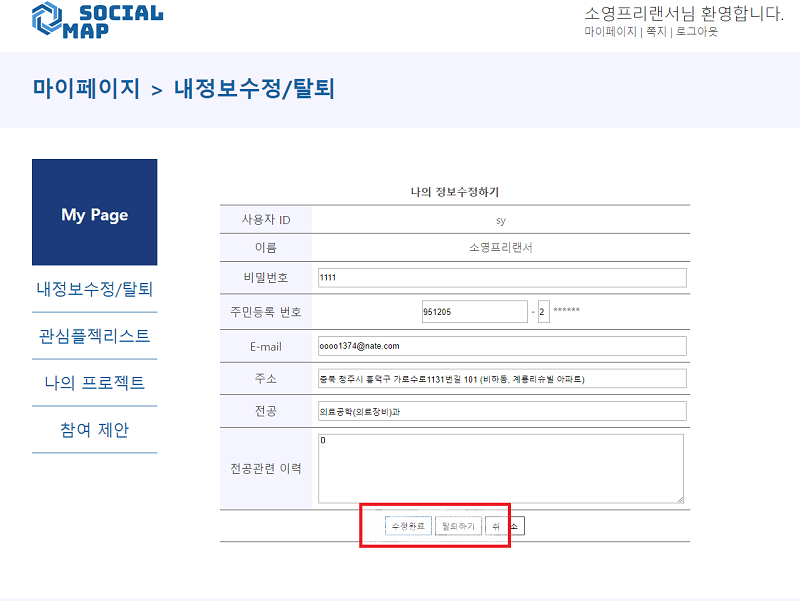 SOCIAL
MAP
소영프리랜서님 환영합니다.
마이페이지 | 쪽지 | 로그아웃
마이페이지 > 내정보수정/탈퇴
My Page
내정보수정/탈퇴
관심플젝리스트
나의 프로젝트
참여 제안
나의 정보수정하기
사용자 ID sy
이름 소영프리랜서
비밀번호 1111
주민등록 번호 951205 - 2 ******
E-mail oooo1374@nate.com
주소 충북 청주시 흥덕구 가로수로1131번길 101 (비하동, 계룡리슈빌 아파트)
전공 의료공학(의료장비)과
전공관련 이력 0
수정완료 탈퇴하기 취 소